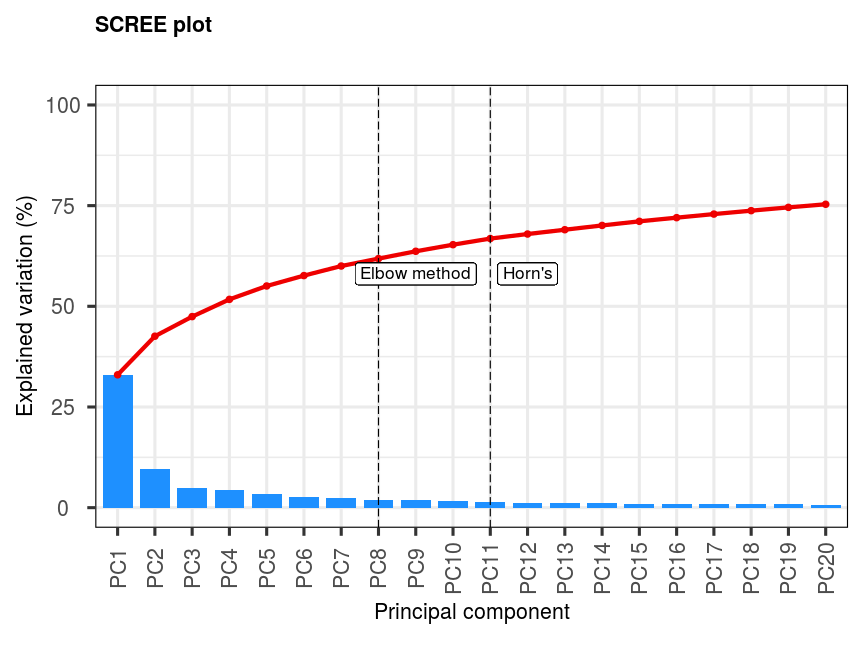 SCREE plot
Explained variation (%)
100
75
50
25
0
Elbow method
Horn's
PC1
PC2
PC3
PC4
PC5
PC6
PC7
PC8
PC9
PC10
PC11
PC12
PC13
PC14
PC15
PC16
PC17
PC18
PC19
PC20
Principal component